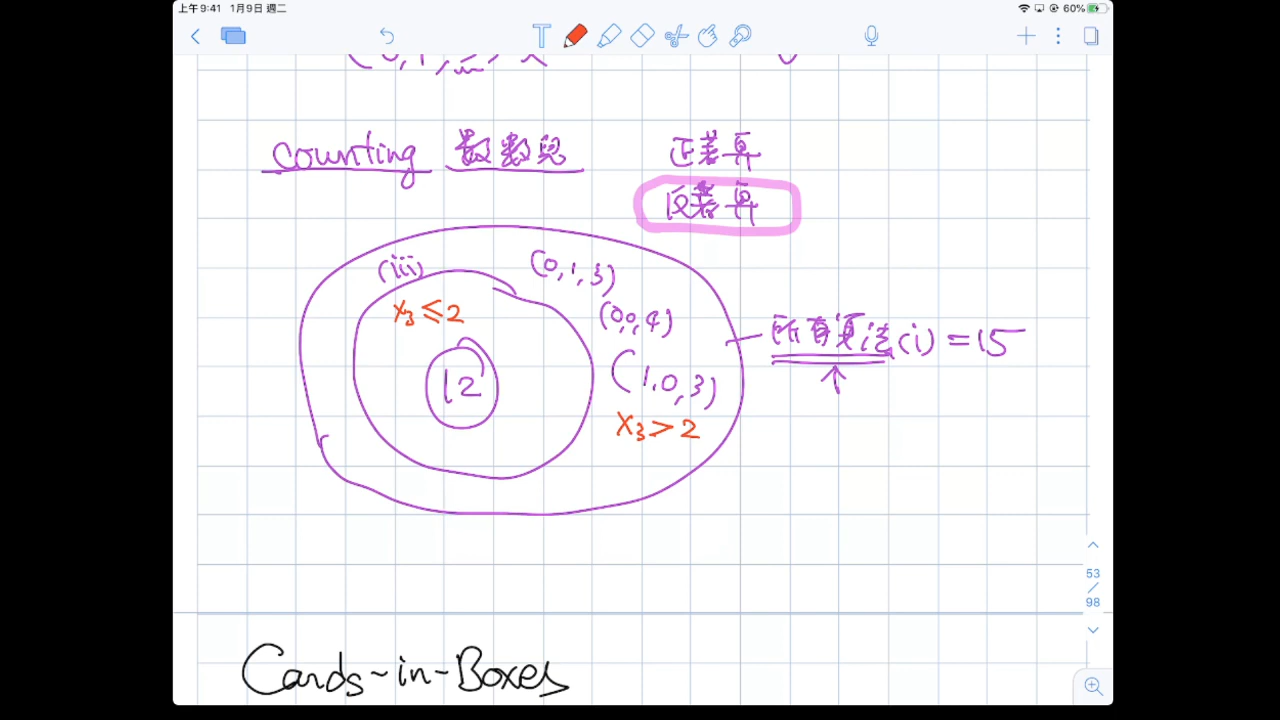 上午9:41 1月9日 週二
60%
counting 数数兒 正着算
反着算
(iii)
(0,1,3)
x₃ ≤ 2
(0,0,4)
所有算法(i) = 15
12
(1,0,3)
x₃ > 2
53
/
98
Cards-in-Boxes